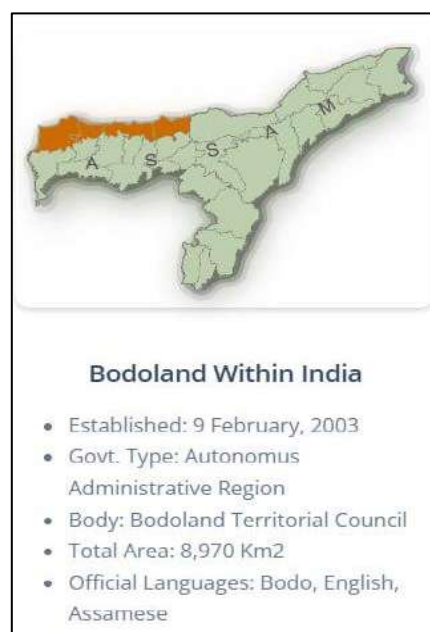 ASSAM
Bodoland Within India
• Established: 9 February, 2003
• Govt. Type: Autonomus
Administrative Region
• Body: Bodoland Territorial Council
• Total Area: 8,970 Km2
• Official Languages: Bodo, English,
Assamese